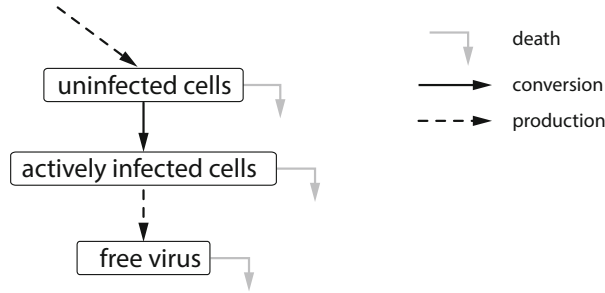 death
uninfected cells
conversion
production
actively infected cells
free virus